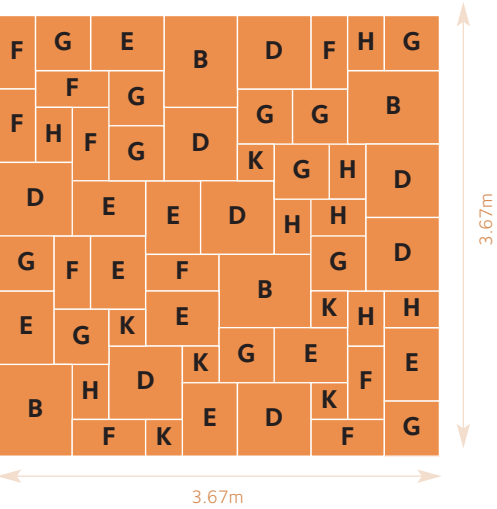 F G E B D F H G
F G B
F H F G D G G
K G H D
D E E D H H
G F E F B G D
E G K E K H H
K G E E
B H D F
E D K
F K F G
3.67m
3.67m